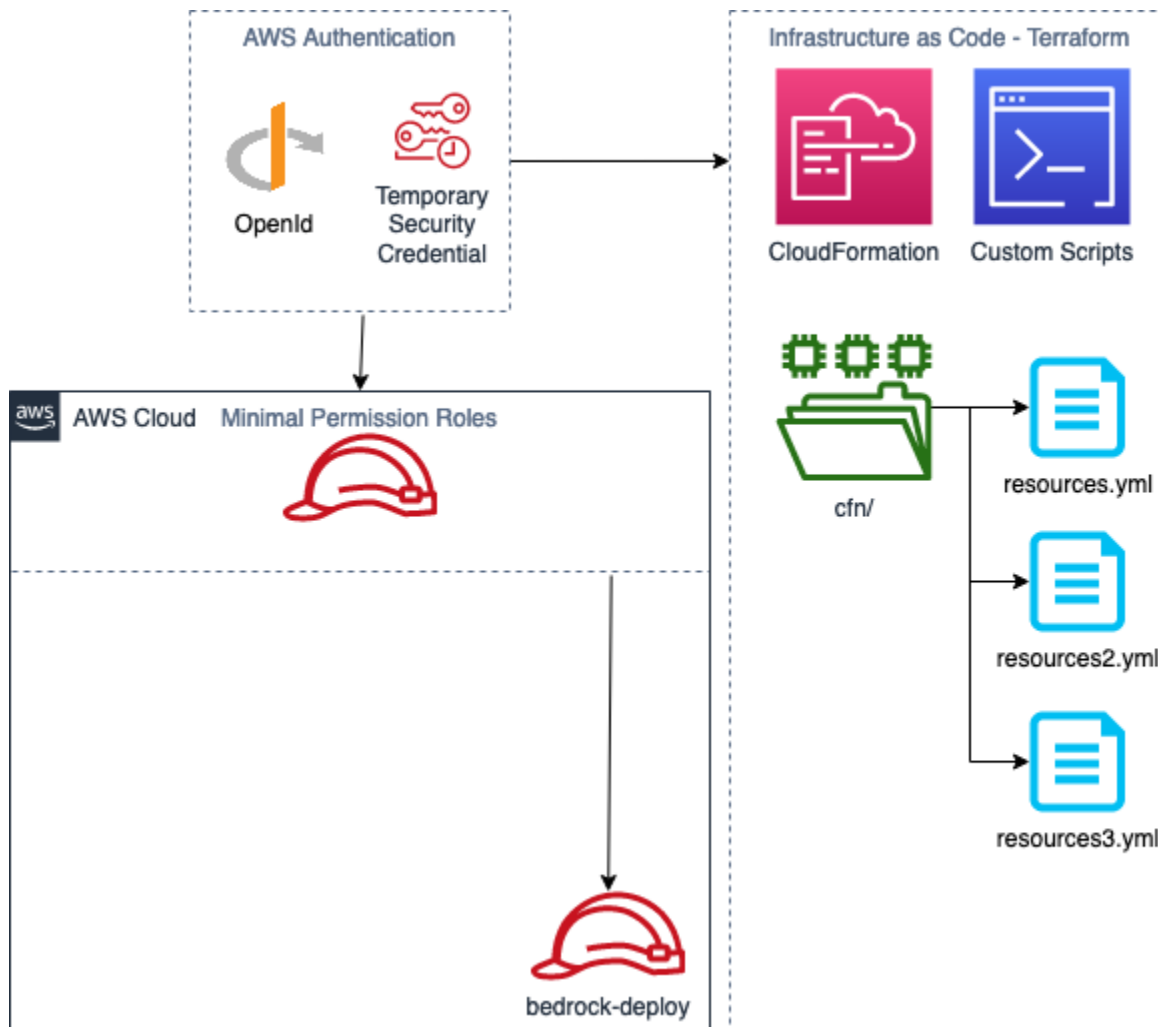 AWS Authentication
OpenId
Temporary
Security
Credential
Infrastructure as Code - Terraform
CloudFormation
Custom Scripts
aws
AWS Cloud
Minimal Permission Roles
cfn/
resources.yml
resources2.yml
resources3.yml
bedrock-deploy